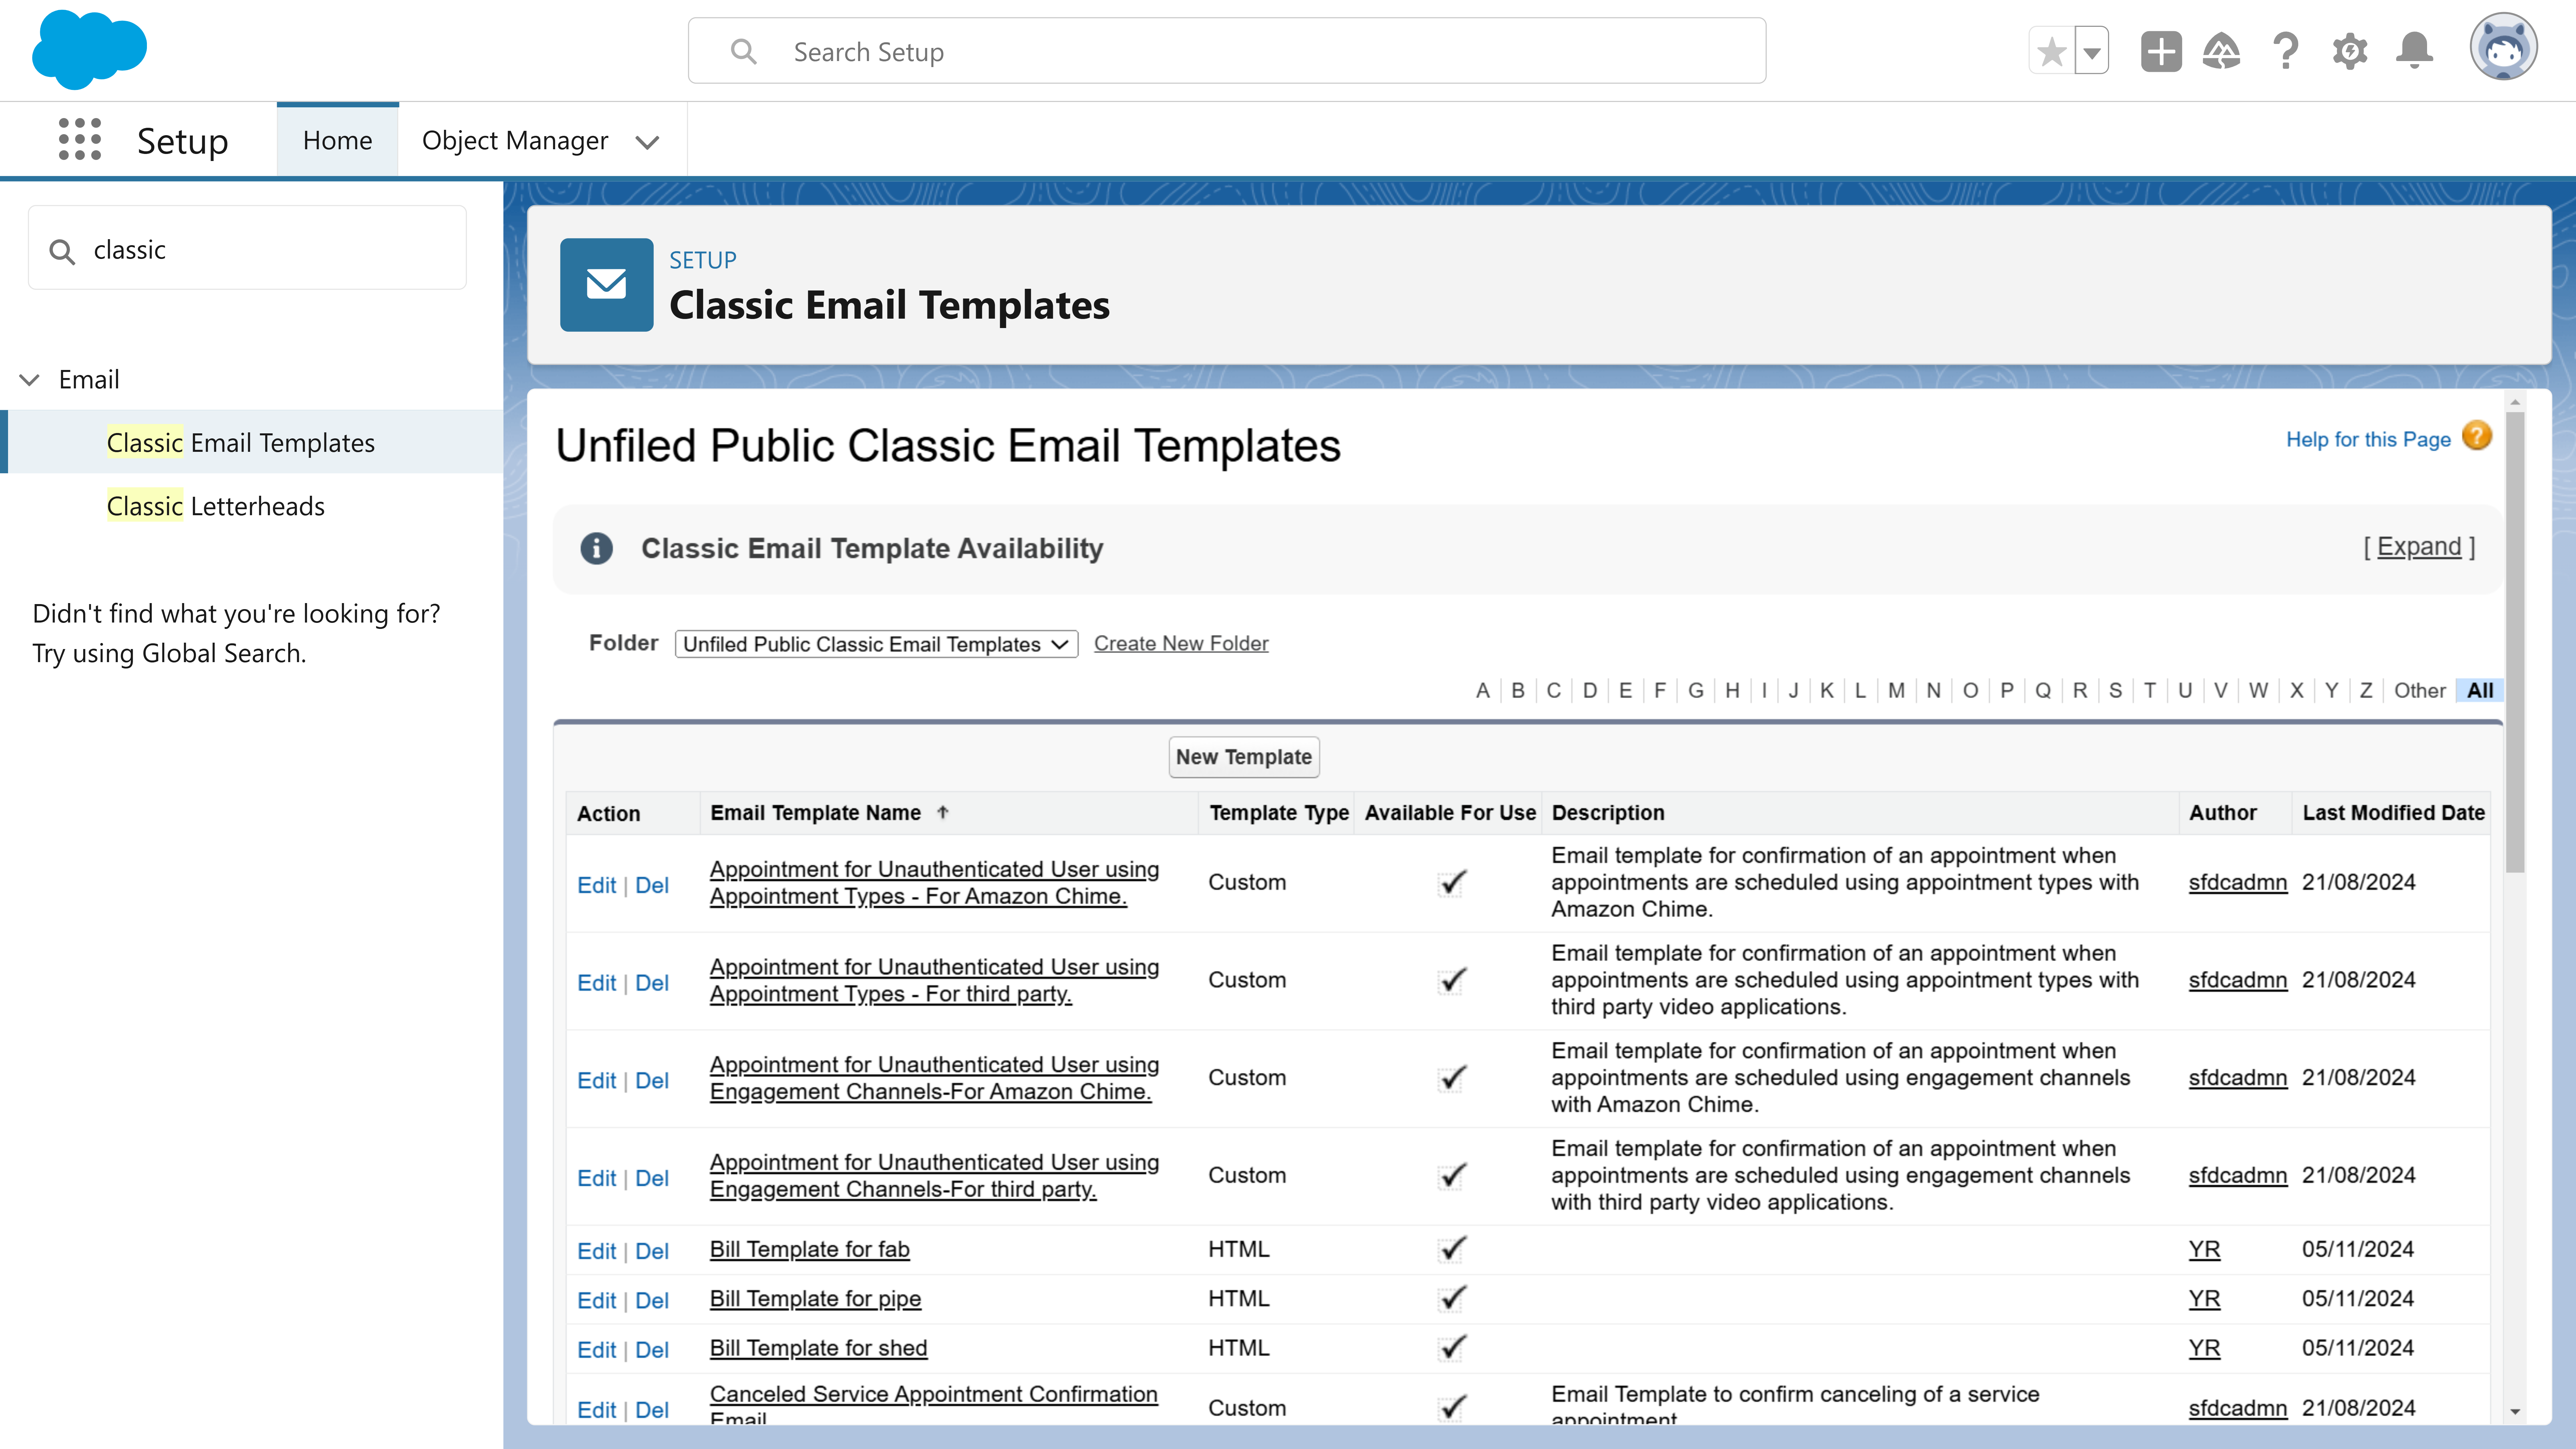 Search Setup
Setup
Home
Object Manager
classic
Email
Classic Email Templates
Classic Letterheads
Didn't find what you're looking for?
Try using Global Search.
SETUP
Classic Email Templates
Unfiled Public Classic Email Templates
Help for this Page ?
Classic Email Template Availability
[ Expand ]
Folder Unfiled Public Classic Email Templates Create New Folder
A | B | C | D | E | F | G | H | I | J | K | L | M | N | O | P | Q | R | S | T | U | V | W | X | Y | Z | Other | All
New Template
Action Email Template Name Template Type Available For Use Description Author Last Modified Date
Edit | Del
Appointment for Unauthenticated User using
Appointment Types - For Amazon Chime.
Custom
Email template for confirmation of an appointment when
appointments are scheduled using appointment types with
Amazon Chime.
sfdcadmn 21/08/2024
Edit | Del
Appointment for Unauthenticated User using
Appointment Types - For third party.
Custom
Email template for confirmation of an appointment when
appointments are scheduled using appointment types with
third party video applications.
sfdcadmn 21/08/2024
Edit | Del
Appointment for Unauthenticated User using
Engagement Channels-For Amazon Chime.
Custom
Email template for confirmation of an appointment when
appointments are scheduled using engagement channels
with Amazon Chime.
sfdcadmn 21/08/2024
Edit | Del
Appointment for Unauthenticated User using
Engagement Channels-For third party.
Custom
Email template for confirmation of an appointment when
appointments are scheduled using engagement channels
with third party video applications.
sfdcadmn 21/08/2024
Edit | Del Bill Template for fab HTML YR 05/11/2024
Edit | Del Bill Template for pipe HTML YR 05/11/2024
Edit | Del Bill Template for shed HTML YR 05/11/2024
Edit | Del
Canceled Service Appointment Confirmation
Email
Custom
Email Template to confirm canceling of a service
appointment
sfdcadmn 21/08/2024